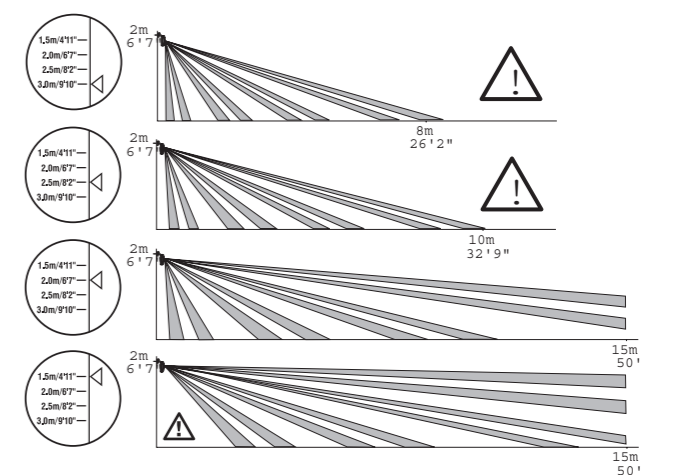 1.5m/4'11"
2.0m/6'7"
2.5m/8'2"
3.0m/9'10"
2m
6'7
!
8m
26'2"
1.5m/4'11"
2.0m/6'7"
2.5m/8'2"
3.0m/9'10"
2m
6'7
!
10m
32'9"
1.5m/4'11"
2.0m/6'7"
2.5m/8'2"
3.0m/9'10"
2m
6'7
15m
50'
1.5m/4'11"
2.0m/6'7"
2.5m/8'2"
3.0m/9'10"
2m
6'7
!
15m
50'